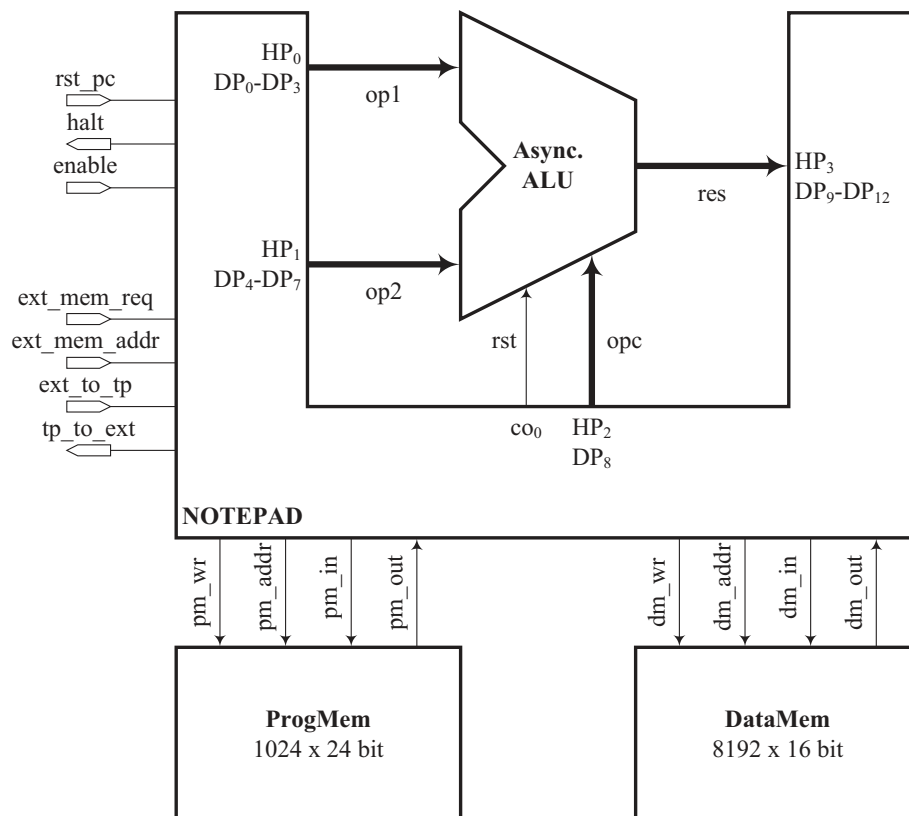 rst_pc
halt
enable
ext_mem_req
ext_mem_addr
ext_to_tp
tp_to_ext
HP₀
DP₀-DP₃
op1
HP₁
DP₄-DP₇
op2
Async.
ALU
res
HP₃
DP₉-DP₁₂
rst
opc
co₀
HP₂
DP₈
NOTEPAD
pm_wr
pm_addr
pm_in
pm_out
dm_wr
dm_addr
dm_in
dm_out
ProgMem
1024 x 24 bit
DataMem
8192 x 16 bit